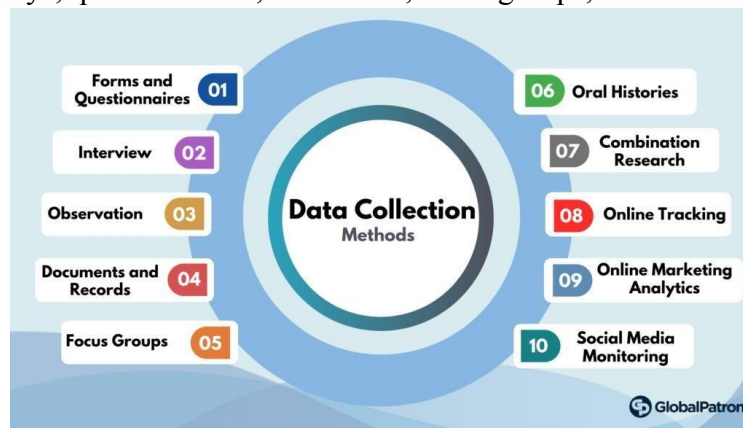 Forms and
Questionnaires
01
Interview
02
Observation
03
Documents and
Records
04
Focus Groups
05
Data Collection
Methods
06
Oral Histories
07
Combination
Research
08
Online Tracking
09
Online Marketing
Analytics
10
Social Media
Monitoring
GlobalPatron